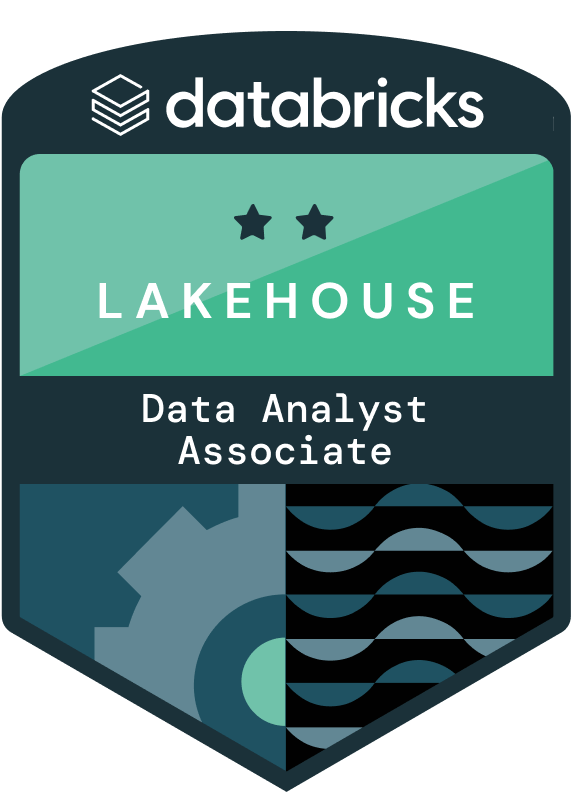 databricks
LAKEHOUSE
Data Analyst
Associate